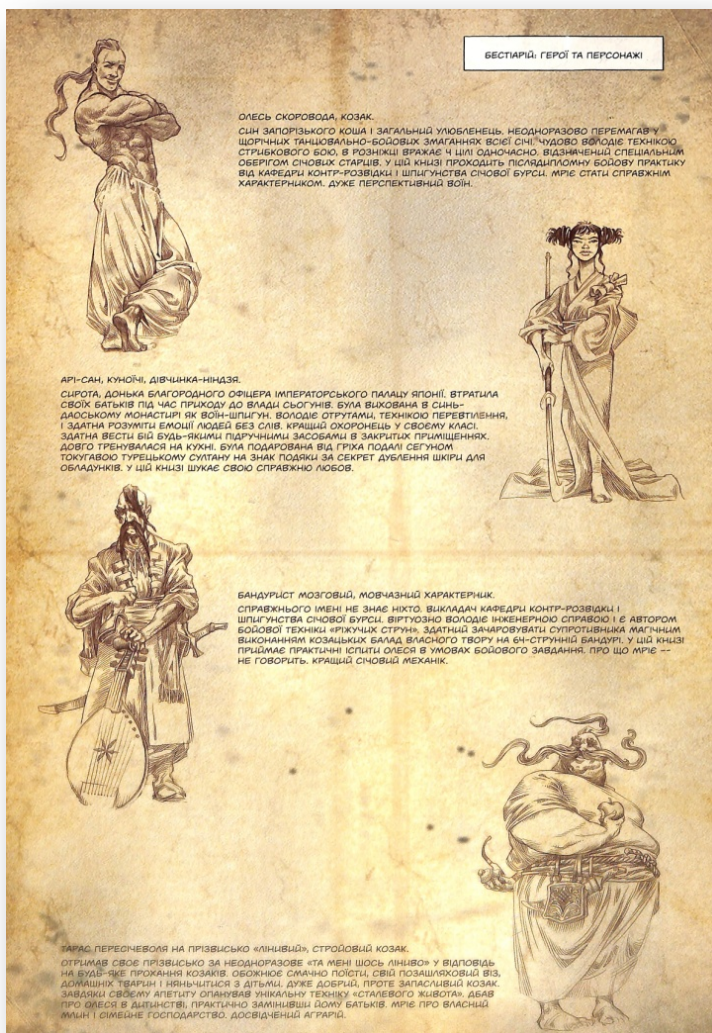 БЕСТІАРІЙ: ГЕРОЇ ТА ПЕРСОНАЖІ
ОЛЕСЬ СКОРОВОДА, КОЗАК.
СИН ЗАПОРІЗЬКОГО КОША І ЗАГАЛЬНИЙ УЛЮБЛЕНЕЦЬ. НЕОДНОРАЗОВО ПЕРЕМАГАВ У
ЩОРІЧНИХ ТАНЦЮВАЛЬНО-БОЙОВИХ ЗМАГАННЯХ ВСІЄЇ СІЧІ. ЧУДОВО ВОЛОДІЄ ТЕХНІКОЮ
СТРИБКОВОГО БОЮ, В РОЗНІЖЦІ ВРАЖАЄ 4 ЦІЛІ ОДНОЧАСНО. ВІДЗНАЧЕНИЙ СПЕЦІАЛЬНИМ
ОБЕРІГОМ СІЧОВИХ СТАРЦІВ. У ЦІЙ КНИЗІ ПРОХОДИТЬ ПІСЛЯДИПЛОМНУ БОЙОВУ ПРАКТИКУ
ВІД КАФЕДРИ КОНТР-РОЗВІДКИ І ШПИГУНСТВА СІЧОВОЇ БУРСИ. МРІЄ СТАТИ СПРАВЖНІМ
ХАРАКТЕРНИКОМ. ДУЖЕ ПЕРСПЕКТИВНИЙ ВОЇН.
АРІ-САН, КУНОЇЧІ, ДІВЧИНКА-НІНДЗЯ.
СИРОТА, ДОНЬКА БЛАГОРОДНОГО ОФІЦЕРА ІМПЕРАТОРСЬКОГО ПАЛАЦУ ЯПОНІЇ. ВТРАТИЛА
СВОЇХ БАТЬКІВ ПІД ЧАС ПРИХОДУ ДО ВЛАДИ СЬОГУНІВ. БУЛА ВИХОВАНА В СИНЬ-
ДАОСЬКОМУ МОНАСТИРІ ЯК ВОЇН-ШПИГУН. ВОЛОДІЄ ОТРУТАМИ, ТЕХНІКОЮ ПЕРЕВТІЛЕННЯ,
І ЗДАТНА РОЗУМІТИ ЕМОЦІЇ ЛЮДЕЙ БЕЗ СЛІВ. КРАЩИЙ ОХОРОНЕЦЬ У СВОЄМУ КЛАСІ.
ЗДАТНА ВЕСТИ БІЙ БУДЬ-ЯКИМИ ПІДРУЧНИМИ ЗАСОБАМИ В ЗАКРИТИХ ПРИМІЩЕННЯХ.
ДОВГО ТРЕНУВАЛАСЯ НА КУХНІ. БУЛА ПОДАРОВАНА ВІД ГРІХА ПОДАЛІ СЕГУНОМ
ТОКУГАВОЮ ТУРЕЦЬКОМУ СУЛТАНУ НА ЗНАК ПОДЯКИ ЗА СЕКРЕТ ДУБЛЕННЯ ШКІРИ ДЛЯ
ОБЛАДУНКІВ. У ЦІЙ КНИЗІ ШУКАЄ СВОЮ СПРАВЖНЮ ЛЮБОВ.
БАНДУРИСТ МОЗГОВИЙ, МОВЧАЗНИЙ ХАРАКТЕРНИК.
СПРАВЖНЬОГО ІМЕНІ НЕ ЗНАЄ НІХТО. ВИКЛАДАЧ КАФЕДРИ КОНТР-РОЗВІДКИ І
ШПИГУНСТВА СІЧОВОЇ БУРСИ. ВІРТУОЗНО ВОЛОДІЄ ІНЖЕНЕРНОЮ СПРАВОЮ І Є АВТОРОМ
БОЙОВОЇ ТЕХНІКИ «РІЖУЧИХ СТРУН». ЗДАТНИЙ ЗАЧАРОВУВАТИ СУПРОТИВНИКА МАГІЧНИМ
ВИКОНАННЯМ КОЗАЦЬКИХ БАЛАД ВЛАСНОГО ТВОРУ НА 64-СТРУННІЙ БАНДУРІ. У ЦІЙ КНИЗІ
ПРИЙМАЄ ПРАКТИЧНІ ІСПИТИ ОЛЕСЯ В УМОВАХ БОЙОВОГО ЗАВДАННЯ. ПРО ЩО МРІЄ --
НЕ ГОВОРИТЬ. КРАЩИЙ СІЧОВИЙ МЕХАНІК.
ТАРАС ПЕРЕСІЧЕВОЛЯ НА ПРІЗВИСЬКО «ЛІНИВИЙ», СТРОЙОВИЙ КОЗАК.
ОТРИМАВ СВОЄ ПРІЗВИСЬКО ЗА НЕОДНОРАЗОВЕ «ТА МЕНІ ШОСЬ ЛІНИВО» У ВІДПОВІДЬ
НА БУДЬ-ЯКЕ ПРОХАННЯ КОЗАКІВ. ОБОЖНЮЄ СМАЧНО ПОЇСТИ, СВІЙ ПОЗАШЛЯХОВИЙ ВІЗ,
ДОМАШНІХ ТВАРИН І НЯНЬЧИТИСЯ З ДІТЬМИ. ДУЖЕ ДОБРИЙ, ПРОТЕ ЗАПАСЛИВИЙ КОЗАК.
ЗАВДЯКИ СВОЄМУ АПЕТИТУ ОПАНУВАВ УНІКАЛЬНУ ТЕХНІКУ «СТАЛЕВОГО ЖИВОТА». ДБАВ
ПРО ОЛЕСЯ В ДИТИНСТВІ, ПРАКТИЧНО ЗАМІНИВШИ ЙОМУ БАТЬКІВ. МРІЄ ПРО ВЛАСНИЙ
МЛИН І СІМЕЙНЕ ГОСПОДАРСТВО. ДОСВІДЧЕНИЙ АГРАРІЙ.